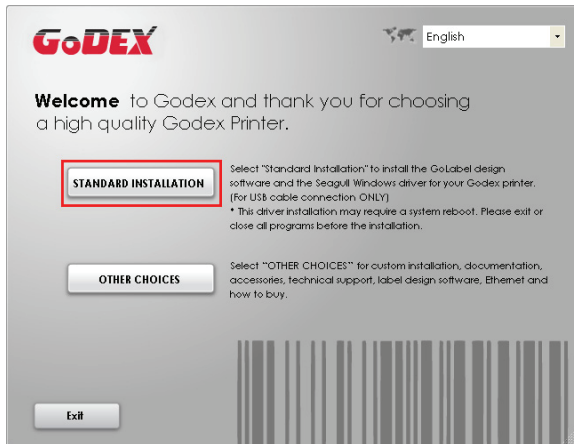 GoDEX
English
Welcome to Godex and thank you for choosing
a high quality Godex Printer.
STANDARD INSTALLATION
Select "Standard Installation" to install the GoLabel design
software and the Seagull Windows driver for your Godex printer.
(For USB cable connection ONLY)
* This driver installation may require a system reboot. Please exit or
close all programs before the installation.
OTHER CHOICES
Select "OTHER CHOICES" for custom installation, documentation,
accessories, technical support, label design software, Ethernet and
how to buy.
Exit